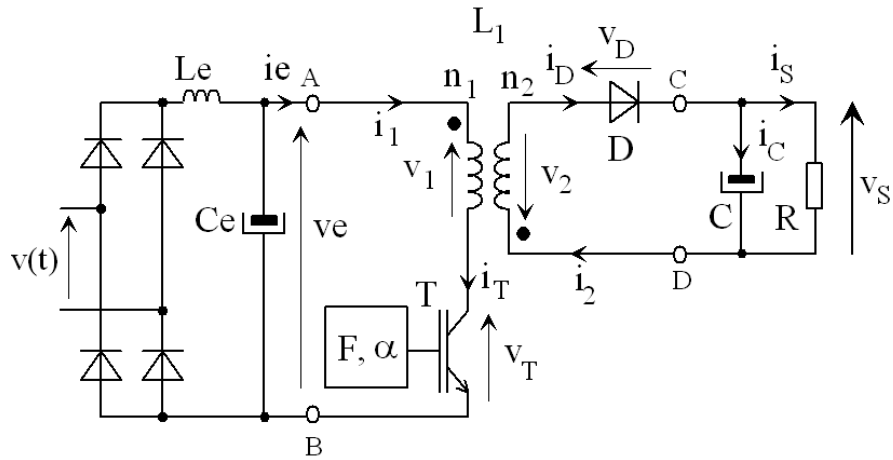 L1
Le
ie
A
n1
n2
iD
vD
C
iS
i1
D
iC
v(t)
Ce
ve
v1
v2
C
R
vS
iT
i2
D
T
F, α
vT
B